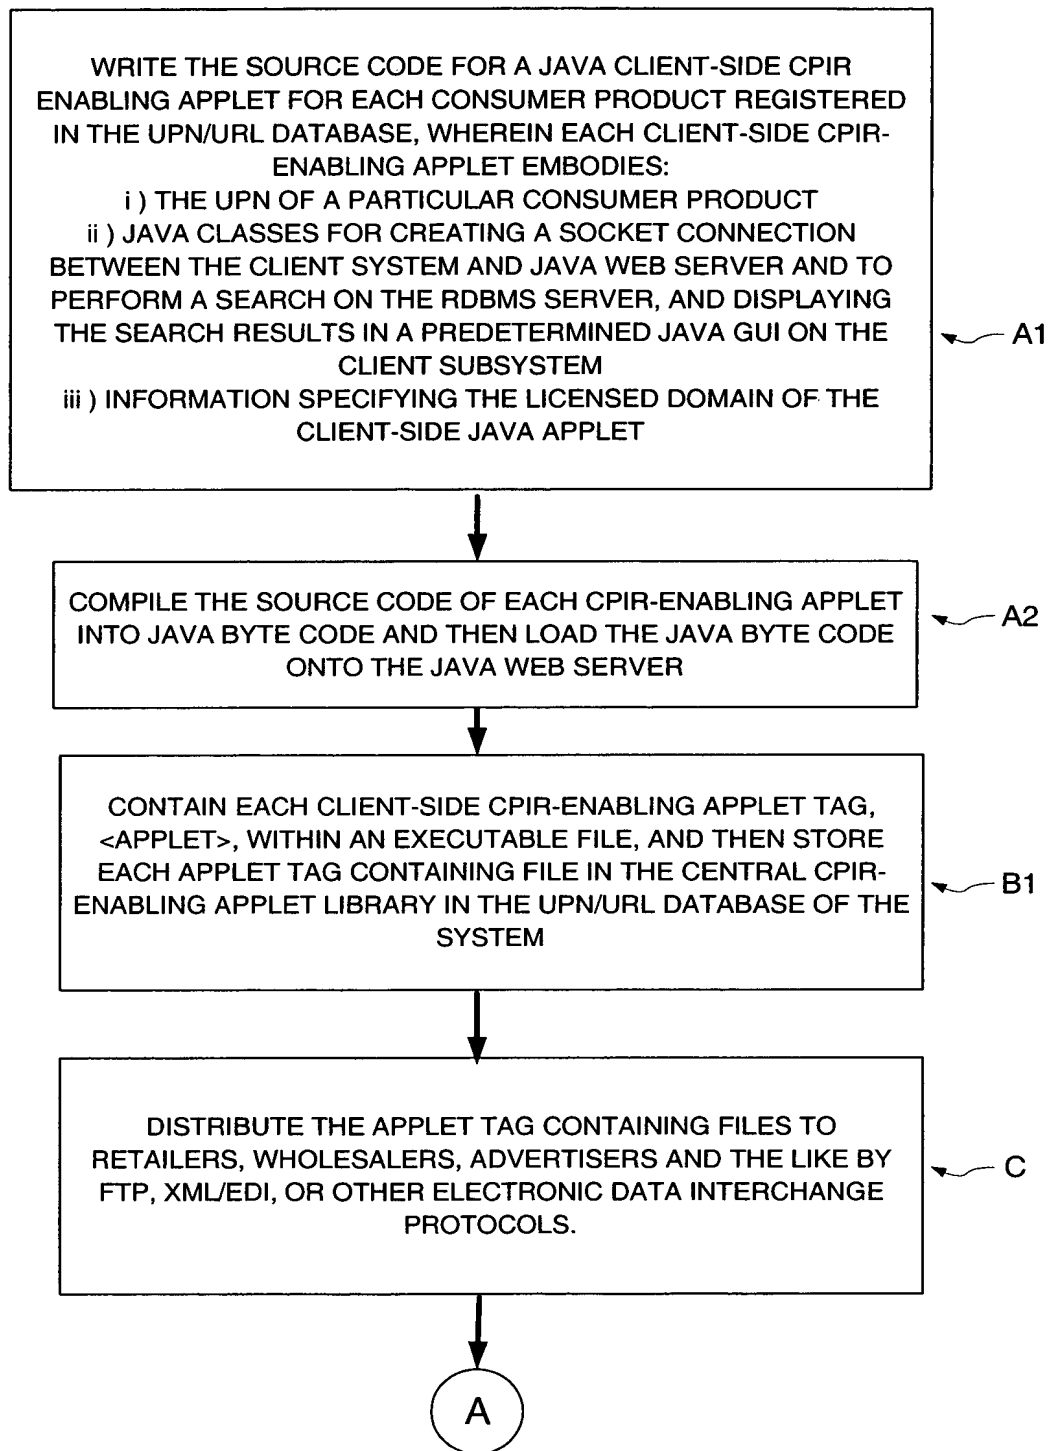 WRITE THE SOURCE CODE FOR A JAVA CLIENT-SIDE CPIR
ENABLING APPLET FOR EACH CONSUMER PRODUCT REGISTERED
IN THE UPN/URL DATABASE, WHEREIN EACH CLIENT-SIDE CPIR-
ENABLING APPLET EMBODIES:
i ) THE UPN OF A PARTICULAR CONSUMER PRODUCT
ii ) JAVA CLASSES FOR CREATING A SOCKET CONNECTION
BETWEEN THE CLIENT SYSTEM AND JAVA WEB SERVER AND TO
PERFORM A SEARCH ON THE RDBMS SERVER, AND DISPLAYING
THE SEARCH RESULTS IN A PREDETERMINED JAVA GUI ON THE
CLIENT SUBSYSTEM
iii ) INFORMATION SPECIFYING THE LICENSED DOMAIN OF THE
CLIENT-SIDE JAVA APPLET
A1
COMPILE THE SOURCE CODE OF EACH CPIR-ENABLING APPLET
INTO JAVA BYTE CODE AND THEN LOAD THE JAVA BYTE CODE
ONTO THE JAVA WEB SERVER
A2
CONTAIN EACH CLIENT-SIDE CPIR-ENABLING APPLET TAG,
<APPLET>, WITHIN AN EXECUTABLE FILE, AND THEN STORE
EACH APPLET TAG CONTAINING FILE IN THE CENTRAL CPIR-
ENABLING APPLET LIBRARY IN THE UPN/URL DATABASE OF THE
SYSTEM
B1
DISTRIBUTE THE APPLET TAG CONTAINING FILES TO
RETAILERS, WHOLESALERS, ADVERTISERS AND THE LIKE BY
FTP, XML/EDI, OR OTHER ELECTRONIC DATA INTERCHANGE
PROTOCOLS.
C
A